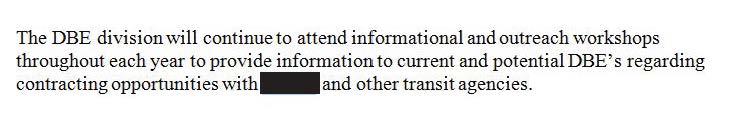 The DBE division will continue to attend informational and outreach workshops
throughout each year to provide information to current and potential DBE’s regarding
contracting opportunities with and other transit agencies.